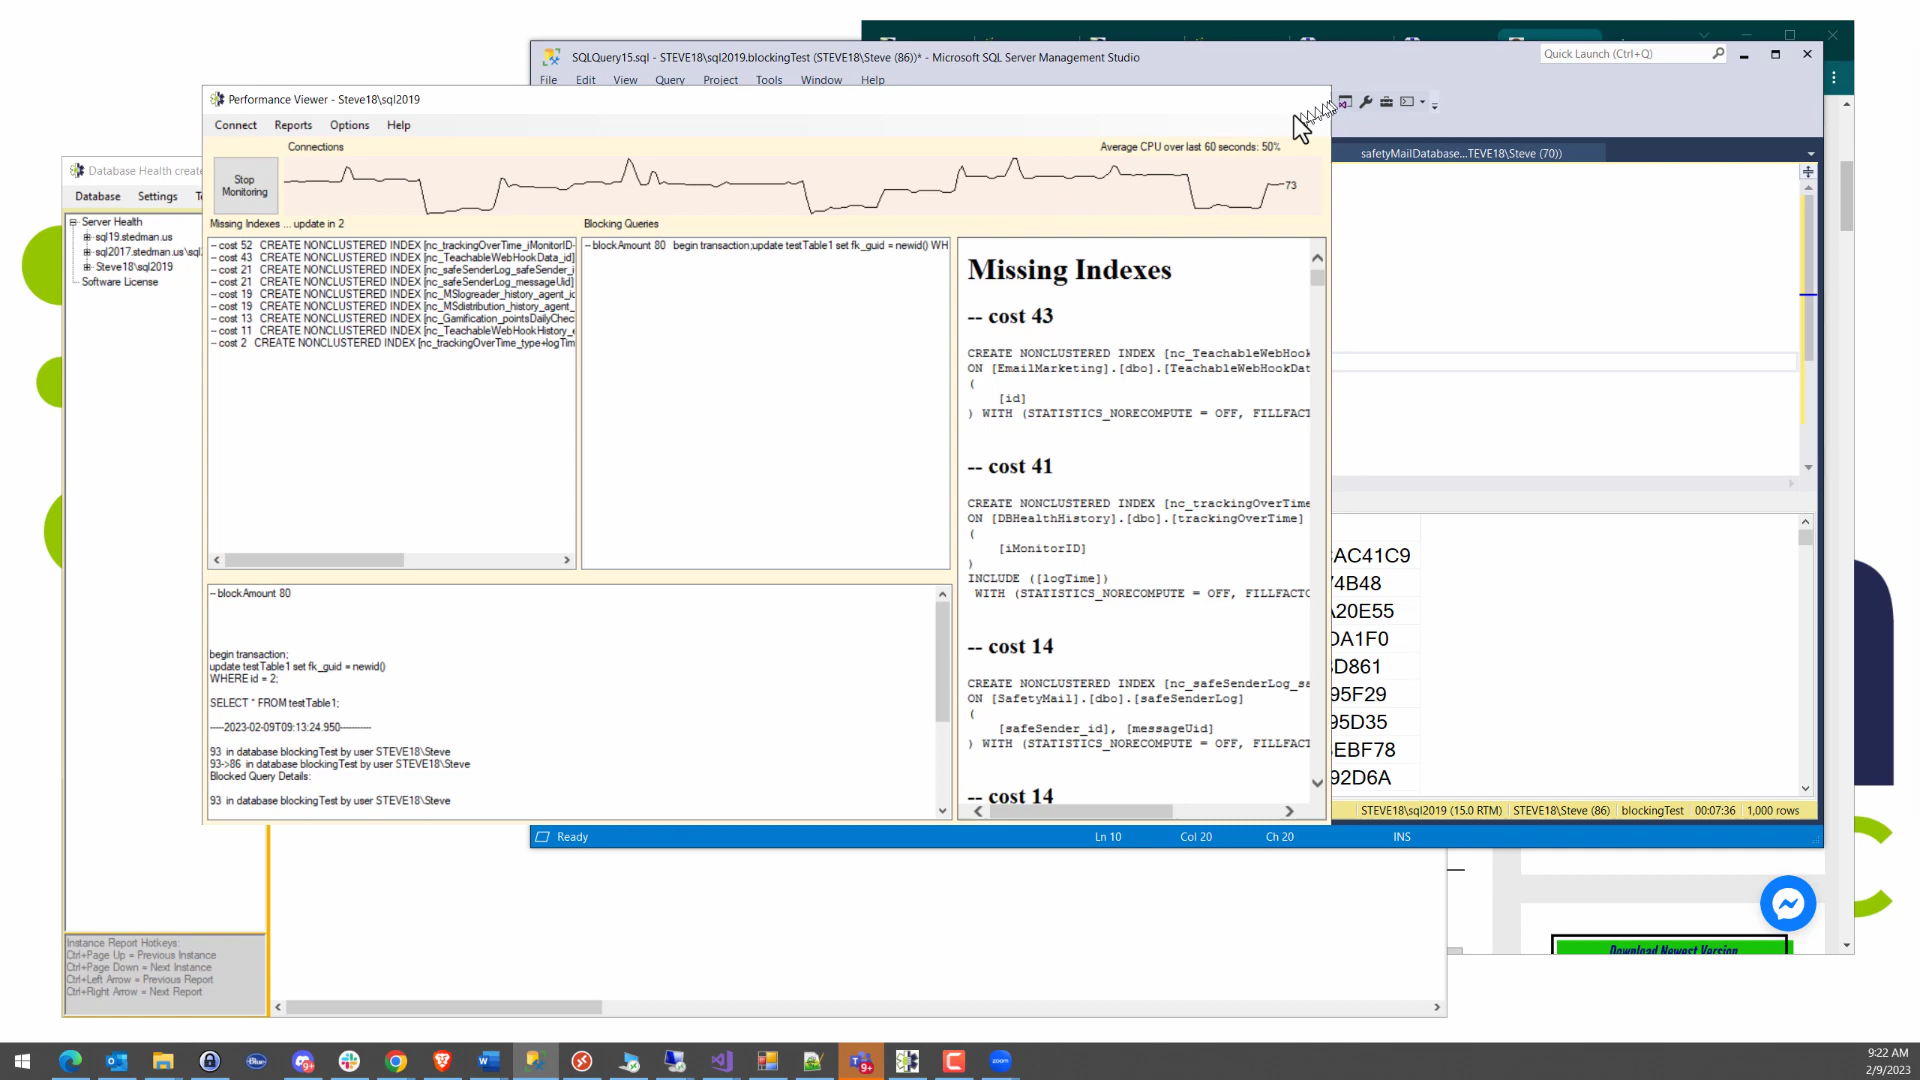 SQLQuery15.sql - STEVE18\sql2019.blockingTest (STEVE18\Steve (86))* - Microsoft SQL Server Management Studio
Quick Launch (Ctrl+Q)
File Edit View Query Project Tools Window Help
Performance Viewer - Steve18\sql2019
Connect Reports Options Help
Connections
Average CPU over last 60 seconds: 50%
Stop
Monitoring
73
Missing Indexes ... update in 2
Blocking Queries
safetyMailDatabase...TEVE18\Steve (70))
Database Health create
Database Settings
Server Health
sql19.stedman.us
sql2017.stedman.us\sql
Steve18\sql2019
Software License
-- cost 52 CREATE NONCLUSTERED INDEX [nc_trackingOverTime_iMonitorID-
-- cost 43 CREATE NONCLUSTERED INDEX [nc_TeachableWebHookData_id]
-- cost 21 CREATE NONCLUSTERED INDEX [nc_safeSenderLog_safeSender_i
-- cost 21 CREATE NONCLUSTERED INDEX [nc_safeSenderLog_messageUid]
-- cost 19 CREATE NONCLUSTERED INDEX [nc_MSlogreader_history_agent_ic
-- cost 19 CREATE NONCLUSTERED INDEX [nc_MSdistribution_history_agent_
-- cost 13 CREATE NONCLUSTERED INDEX [nc_Gamification_pointsDailyChec
-- cost 11 CREATE NONCLUSTERED INDEX [nc_TeachableWebHookHistory_e
-- cost 2 CREATE NONCLUSTERED INDEX [nc_trackingOverTime_type+logTim
-- blockAmount 80 begin transaction;update testTable1 set fk_guid = newid() WH
Missing Indexes
-- cost 43
CREATE NONCLUSTERED INDEX [nc_TeachableWebHook
ON [EmailMarketing].[dbo].[TeachableWebHookDat
(
[id]
) WITH (STATISTICS_NORECOMPUTE = OFF, FILLFACT
-- cost 41
CREATE NONCLUSTERED INDEX [nc_trackingOverTime
ON [DBHealthHistory].[dbo].[trackingOverTime]
(
[iMonitorID]
)
INCLUDE ([logTime])
WITH (STATISTICS_NORECOMPUTE = OFF, FILLFACTO
-- cost 14
CREATE NONCLUSTERED INDEX [nc_safeSenderLog_sa
ON [SafetyMail].[dbo].[safeSenderLog]
(
[safeSender_id], [messageUid]
) WITH (STATISTICS_NORECOMPUTE = OFF, FILLFACT
-- cost 14
-- blockAmount 80
begin transaction;
update testTable1 set fk_guid = newid()
WHERE id = 2;
SELECT * FROM testTable1;
-----2023-02-09T09:13:24.950-----------
93 in database blockingTest by user STEVE18\Steve
93->86 in database blockingTest by user STEVE18\Steve
Blocked Query Details:
93 in database blockingTest by user STEVE18\Steve
AC41C9
74B48
A20E55
DA1F0
D861
95F29
95D35
EBF78
92D6A
STEVE18\sql2019 (15.0 RTM) STEVE18\Steve (86) blockingTest 00:07:36 1,000 rows
Ready Ln 10 Col 20 Ch 20 INS
Instance Report Hotkeys:
Ctrl+Page Up = Previous Instance
Ctrl+Page Down = Next Instance
Ctrl+Left Arrow = Previous Report
Ctrl+Right Arrow = Next Report
Download Newest Version
Blue
9+
zoom
9:22 AM
2/9/2023